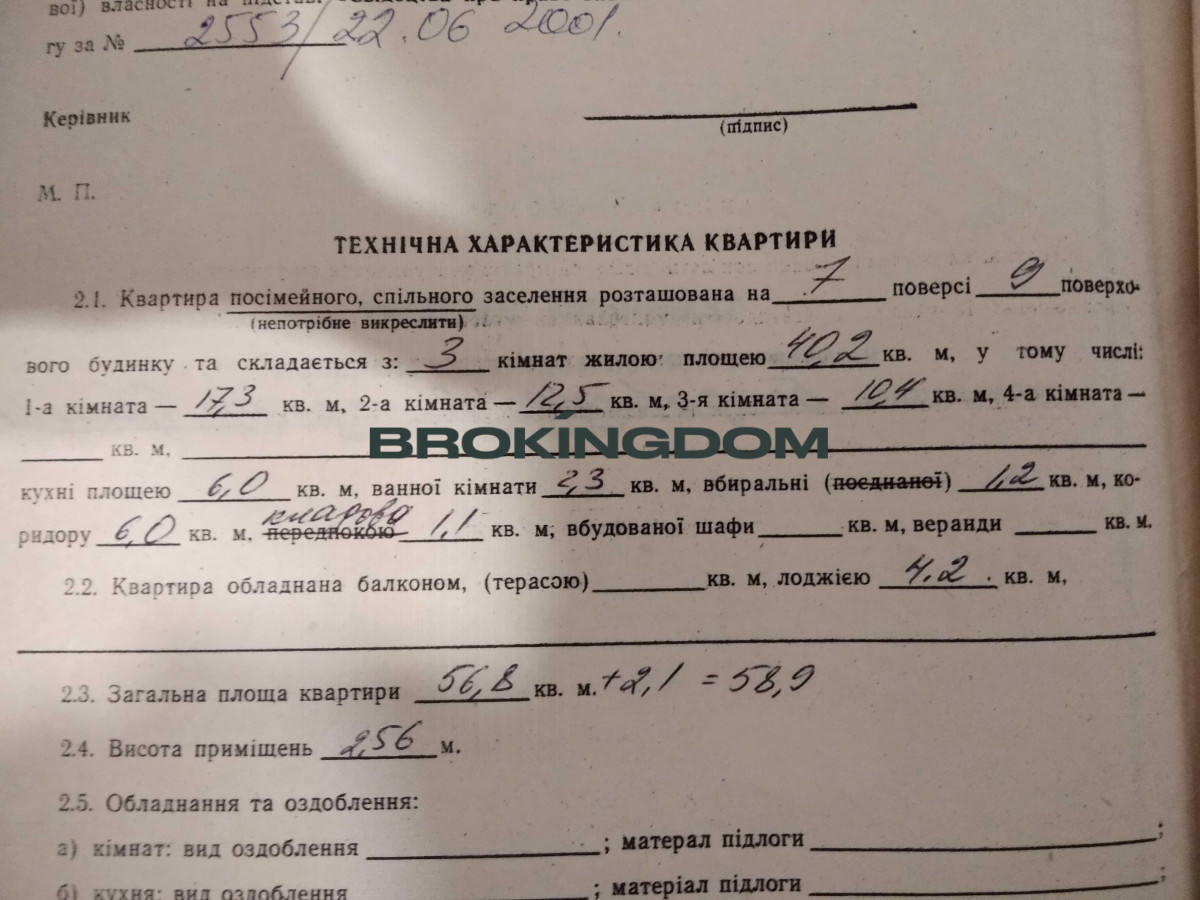 вої) власності на підставі
гу за № 2553/22.06 2001.
Керівник
(підпис)
М. П.
ТЕХНІЧНА ХАРАКТЕРИСТИКА КВАРТИРИ
2.1. Квартира посімейного, спільного заселення розташована на 7 поверсі 9 поверхо-
(непотрібне викреслити)
вого будинку та складається з: 3 кімнат жилою площею 40,2 кв. м, у тому числі:
1-а кімната — 17,3 кв. м, 2-а кімната — 12,5 кв. м, 3-я кімната — 10,4 кв. м, 4-а кімната —
кв. м,
BROKINGDOM
кухні площею 6,0 кв. м, ванної кімнати 2,3 кв. м, вбиральні (поєднаної) 1,2 кв. м, ко-
кладова
ридору 6,0 кв. м, передпокою 1,1 кв. м, вбудованої шафи кв. м, веранди кв. м.
2.2. Квартира обладнана балконом, (терасою) кв. м, лоджією 4.2 . кв. м,
2.3. Загальна площа квартири 56,8 кв. м. +2,1 = 58,9
2.4. Висота приміщень 2,56 м.
2.5. Обладнання та оздоблення:
а) кімнат: вид оздоблення ; матерал підлоги ;
б) кухня: вид оздоблення ; матеріал підлоги ;